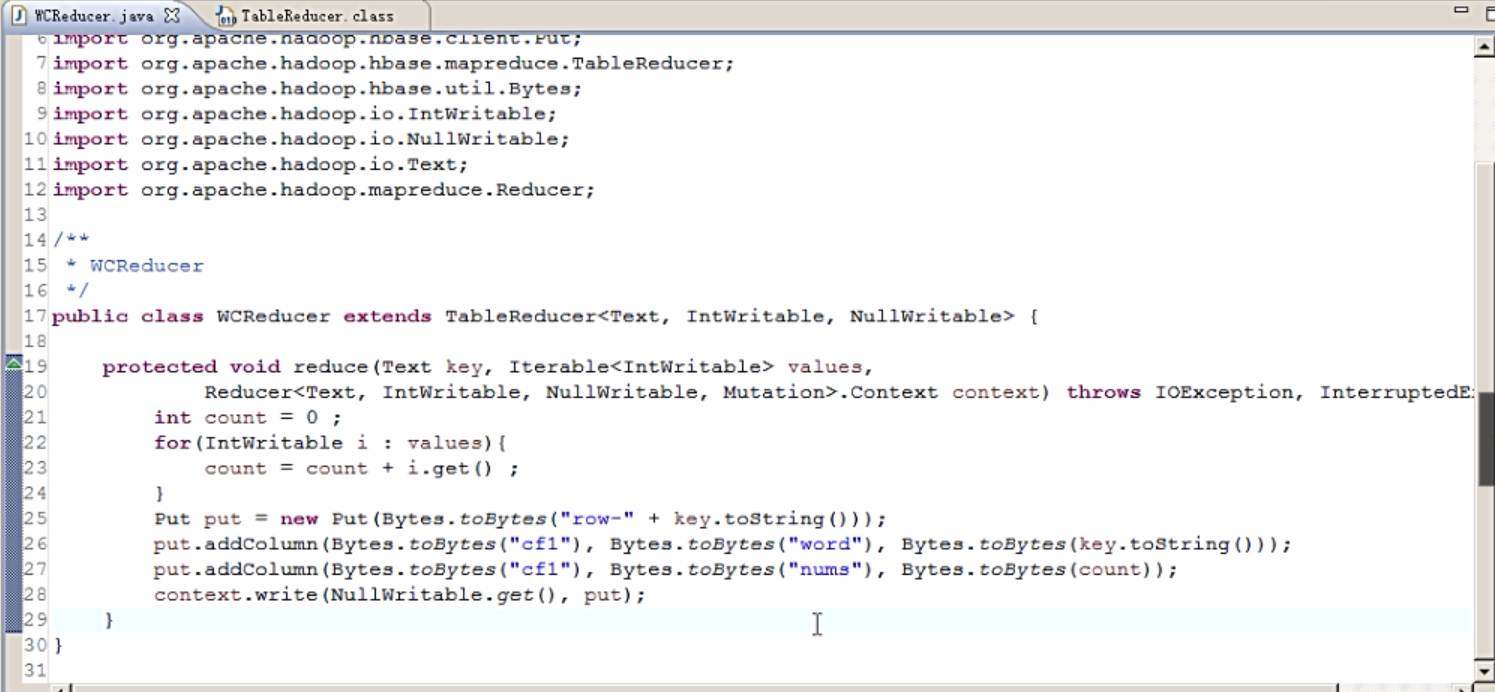 WCReducer.java TableReducer.class
6 import org.apache.hadoop.hbase.client.Put;
7 import org.apache.hadoop.hbase.mapreduce.TableReducer;
8 import org.apache.hadoop.hbase.util.Bytes;
9 import org.apache.hadoop.io.IntWritable;
10 import org.apache.hadoop.io.NullWritable;
11 import org.apache.hadoop.io.Text;
12 import org.apache.hadoop.mapreduce.Reducer;
13
14 /**
15  * WCReducer
16  */
17 public class WCReducer extends TableReducer<Text, IntWritable, NullWritable> {
18
19     protected void reduce(Text key, Iterable<IntWritable> values,
20             Reducer<Text, IntWritable, NullWritable, Mutation>.Context context) throws IOException, InterruptedE
21         int count = 0 ;
22         for(IntWritable i : values){
23             count = count + i.get() ;
24         }
25         Put put = new Put(Bytes.toBytes("row-" + key.toString()));
26         put.addColumn(Bytes.toBytes("cf1"), Bytes.toBytes("word"), Bytes.toBytes(key.toString()));
27         put.addColumn(Bytes.toBytes("cf1"), Bytes.toBytes("nums"), Bytes.toBytes(count));
28         context.write(NullWritable.get(), put);
29     }
30 }
31